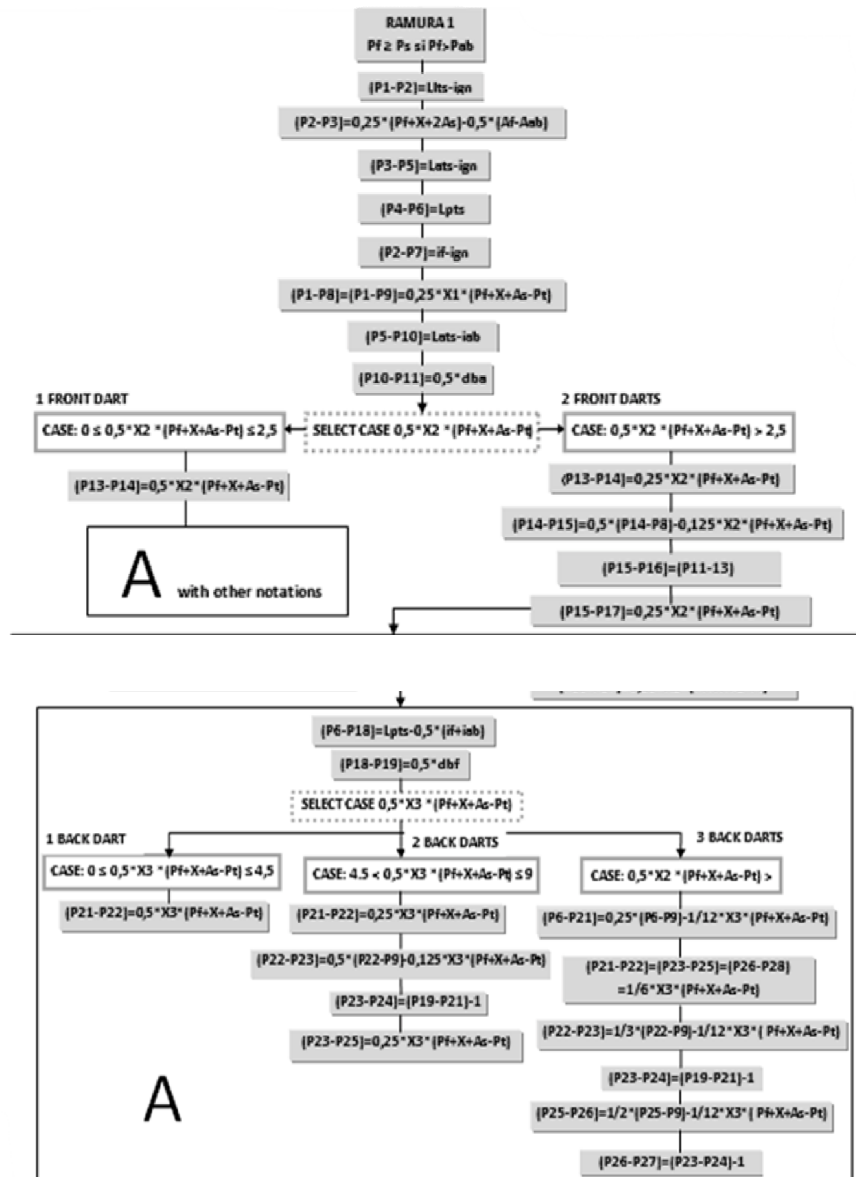 RAMURA 1
Pf ≥ Ps si Pf>Pab
(P1-P2)=Llts-ign
(P2-P3)=0,25*(Pf+X+2As)-0,5*(Af-Aab)
(P3-P5)=Lats-ign
(P4-P6)=Lpts
(P2-P7)=if-ign
(P1-P8)=(P1-P9)=0,25*X1*(Pf+X+As-Pt)
(P5-P10)=Lats-iab
(P10-P11)=0,5*dba
1 FRONT DART
2 FRONT DARTS
CASE: 0 ≤ 0,5*X2 *(Pf+X+As-Pt) ≤ 2,5
SELECT CASE 0,5*X2 *(Pf+X+As-Pt)
CASE: 0,5*X2 *(Pf+X+As-Pt) > 2,5
(P13-P14)=0,5*X2*(Pf+X+As-Pt)
(P13-P14)=0,25*X2*(Pf+X+As-Pt)
(P14-P15)=0,5*(P14-P8)-0,125*X2*(Pf+X+As-Pt)
A with other notations
(P15-P16)=(P11-13)
(P15-P17)=0,25*X2*(Pf+X+As-Pt)
(P6-P18)=Lpts-0,5*(if+iab)
(P18-P19)=0,5*dbf
SELECT CASE 0,5*X3 *(Pf+X+As-Pt)
1 BACK DART
2 BACK DARTS
3 BACK DARTS
CASE: 0 ≤ 0,5*X3 *(Pf+X+As-Pt) ≤ 4,5
CASE: 4.5 < 0,5*X3 *(Pf+X+As-Pt) ≤ 9
CASE: 0,5*X2 *(Pf+X+As-Pt) >
(P21-P22)=0,5*X3*(Pf+X+As-Pt)
(P21-P22)=0,25*X3*(Pf+X+As-Pt)
(P6-P21)=0,25*(P6-P9)-1/12*X3*(Pf+X+As-Pt)
(P22-P23)=0,5*(P22-P9)-0,125*X3*(Pf+X+As-Pt)
(P21-P22)=(P23-P25)=(P26-P28)
=1/6*X3*(Pf+X+As-Pt)
(P23-P24)=(P19-P21)-1
(P22-P23)=1/3*(P22-P9)-1/12*X3*( Pf+X+As-Pt)
(P23-P25)=0,25*X3*(Pf+X+As-Pt)
(P23-P24)=(P19-P21)-1
(P25-P26)=1/2*(P25-P9)-1/12*X3*( Pf+X+As-Pt)
(P26-P27)=(P23-P24)-1
A